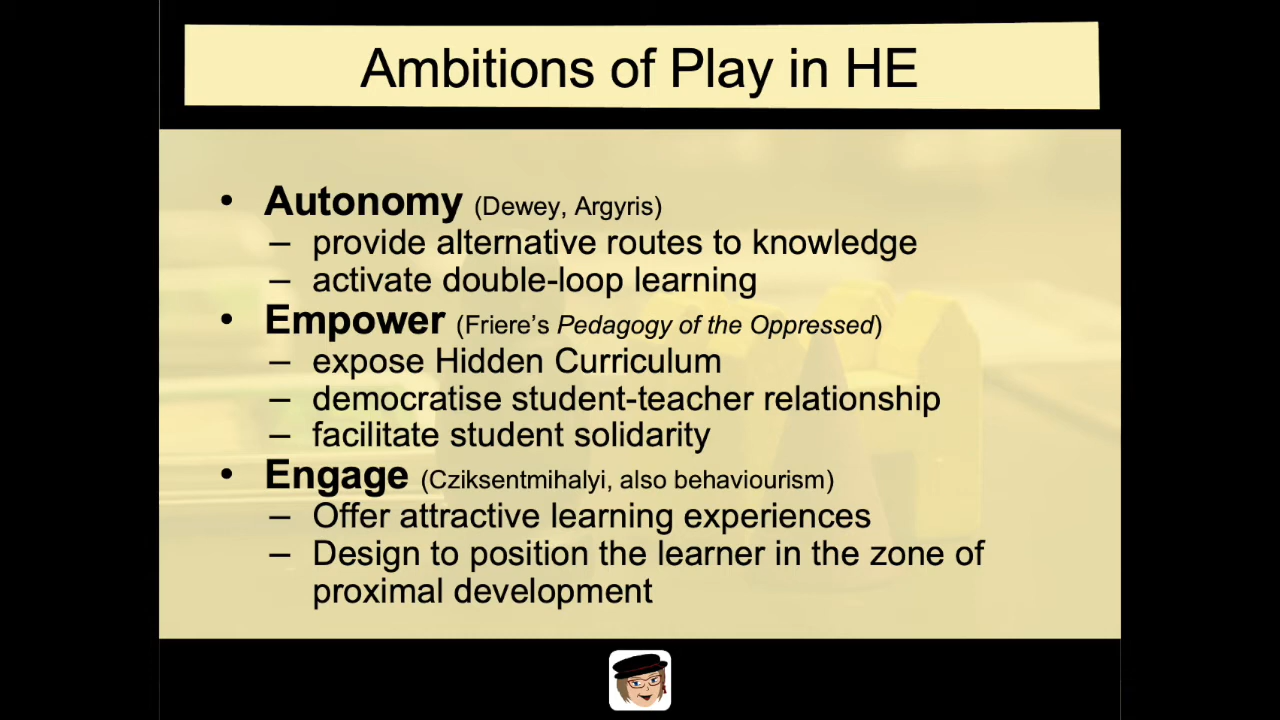 Ambitions of Play in HE
• Autonomy (Dewey, Argyris)
– provide alternative routes to knowledge
– activate double-loop learning
• Empower (Friere’s Pedagogy of the Oppressed)
– expose Hidden Curriculum
– democratise student-teacher relationship
– facilitate student solidarity
• Engage (Cziksentmihalyi, also behaviourism)
– Offer attractive learning experiences
– Design to position the learner in the zone of
proximal development